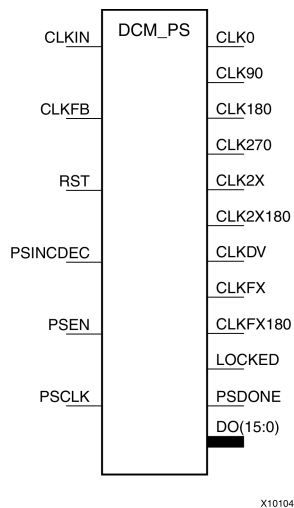 DCM_PS
CLKIN
CLKFB
RST
PSINCDEC
PSEN
PSCLK
CLK0
CLK90
CLK180
CLK270
CLK2X
CLK2X180
CLKDV
CLKFX
CLKFX180
LOCKED
PSDONE
DO(15:0)
X10104